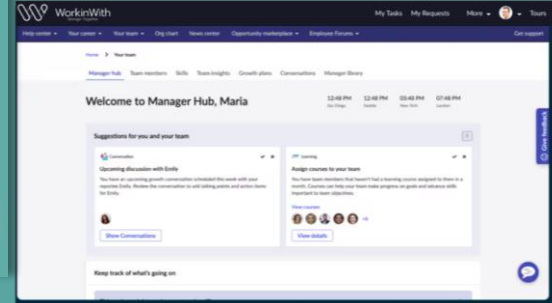 WorkinWith
My Tasks My Requests More Tours
Help center Your career Your team Org chart News center Opportunity marketplace Employee Forums Get support
Home > Your team
Manager hub Team members Skills Team insights Growth plans Conversations Manager library
Welcome to Manager Hub, Maria
12:48 PM 12:48 PM 03:48 PM 07:48 PM
San Diego Seattle New York London
Suggestions for you and your team
Conversation
Upcoming discussion with Emily
You have an upcoming growth conversation scheduled this week with your
reportee Emily. Review the conversation to add talking points and action items
for Emily.
Show Conversations
Learning
Assign courses to your team
You have team members that haven't had a learning course assigned to them in a
month. Courses can help your team make progress on goals and advance skills
important to team objectives.
View courses
View details
Give feedback
Keep track of what's going on